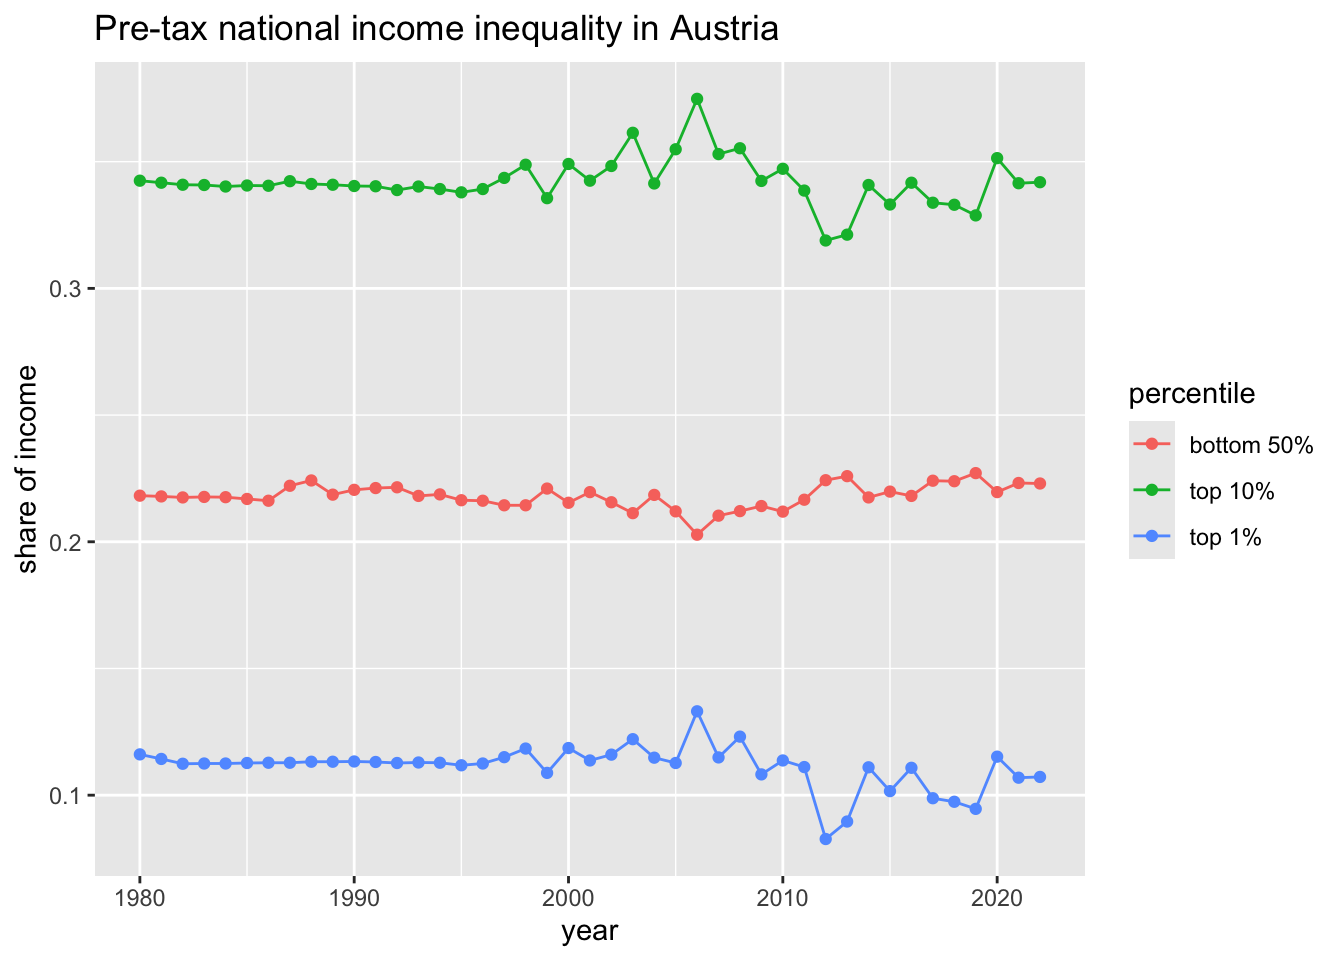 Pre-tax national income inequality in Austria
share of income
0.3
0.2
0.1
1980 1990 2000 2010 2020
year
percentile
bottom 50%
top 10%
top 1%